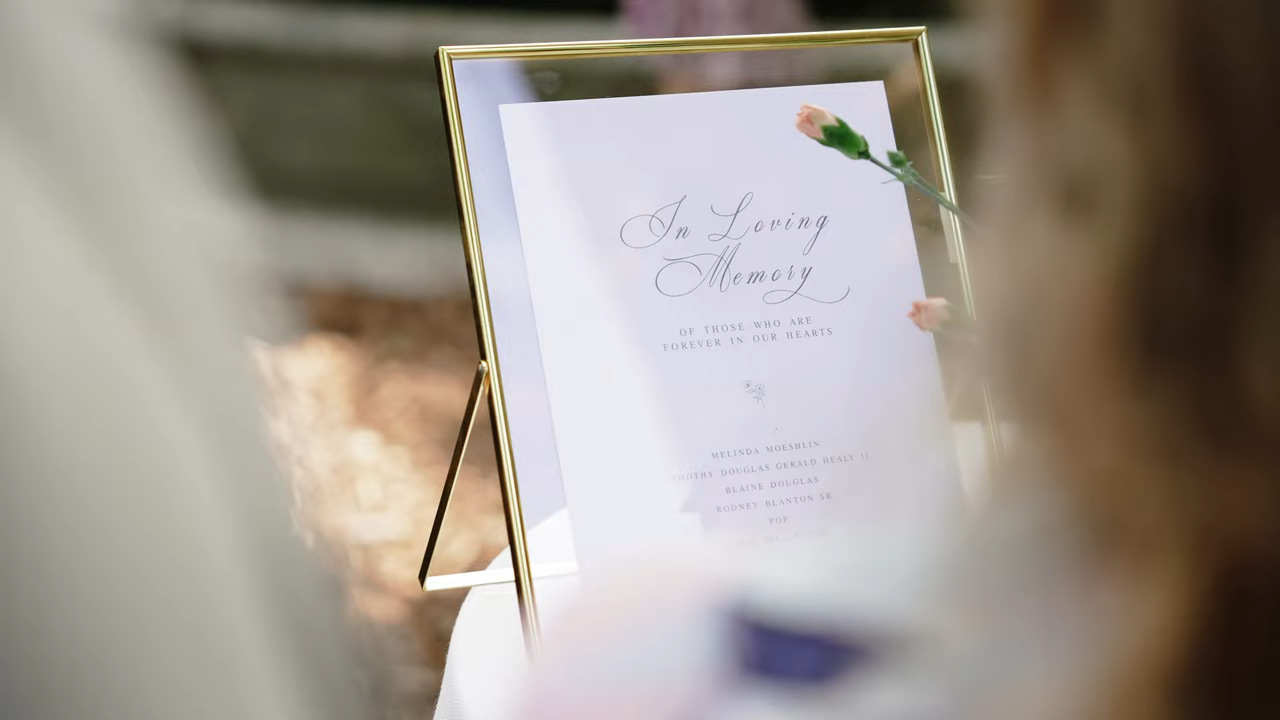 In Loving
Memory
OF THOSE WHO ARE
FOREVER IN OUR HEARTS
MELINDA MOESHLIN
DOUGLAS GERALD HEALY II
BLAINE DOUGLAS
RODNEY BLANTON SR
POP